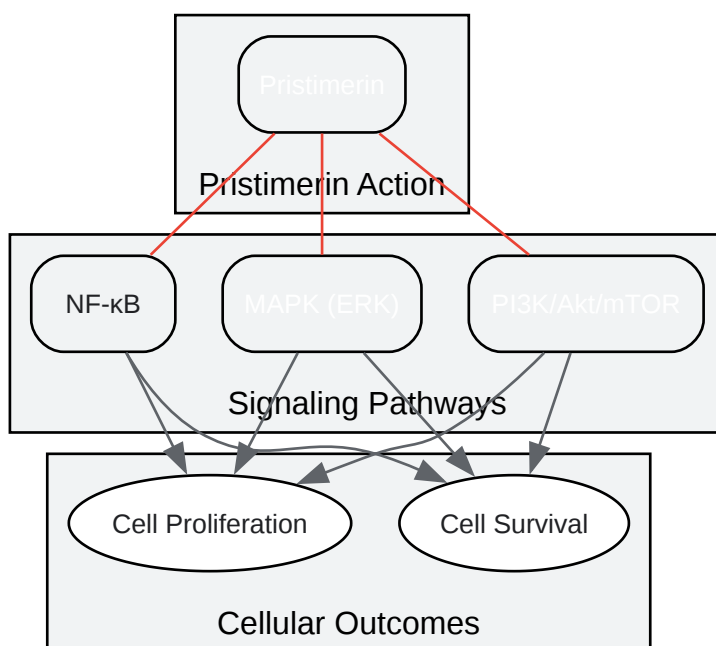 Pristimerin
Pristimerin Action
NF-κB
MAPK (ERK)
PI3K/Akt/mTOR
Signaling Pathways
Cell Proliferation
Cell Survival
Cellular Outcomes